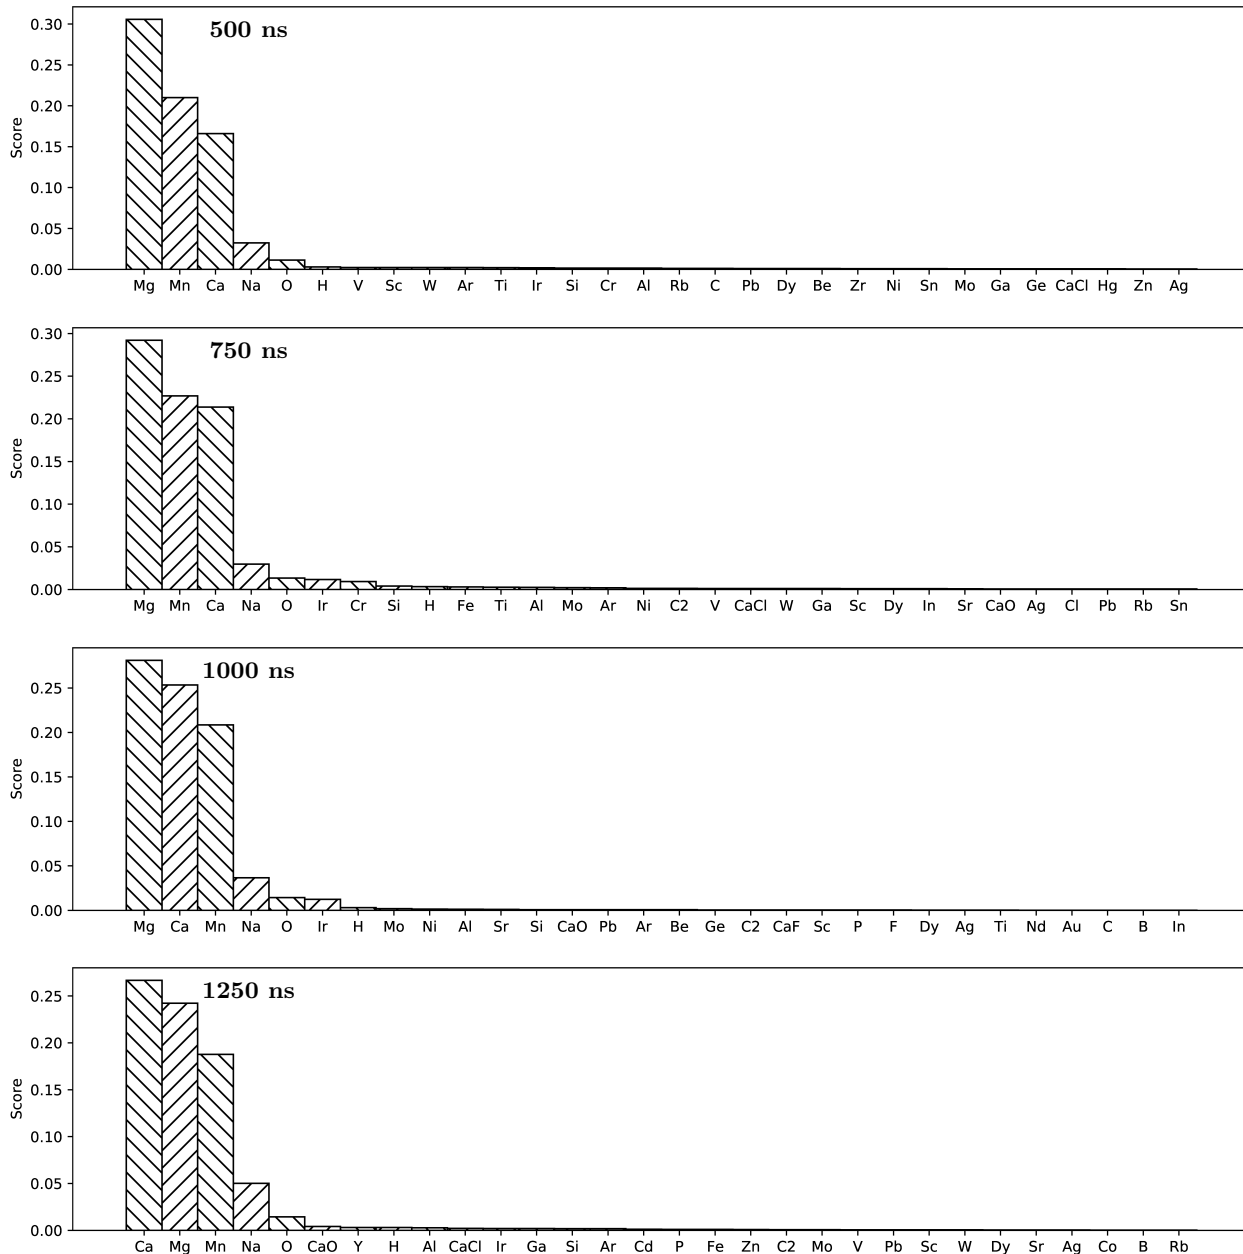 500 ns
Score
0.30
0.25
0.20
0.15
0.10
0.05
0.00
Mg Mn Ca Na O H V Sc W Ar Ti Ir Si Cr Al Rb C Pb Dy Be Zr Ni Sn Mo Ga Ge CaCl Hg Zn Ag
750 ns
Score
0.30
0.25
0.20
0.15
0.10
0.05
0.00
Mg Mn Ca Na O Ir Cr Si H Fe Ti Al Mo Ar Ni C2 V CaCl W Ga Sc Dy In Sr CaO Ag Cl Pb Rb Sn
1000 ns
Score
0.25
0.20
0.15
0.10
0.05
0.00
Mg Ca Mn Na O Ir H Mo Ni Al Sr Si CaO Pb Ar Be Ge C2 CaF Sc P F Dy Ag Ti Nd Au C B In
1250 ns
Score
0.25
0.20
0.15
0.10
0.05
0.00
Ca Mg Mn Na O CaO Y H Al CaCl Ir Ga Si Ar Cd P Fe Zn C2 Mo V Pb Sc W Dy Sr Ag Co B Rb